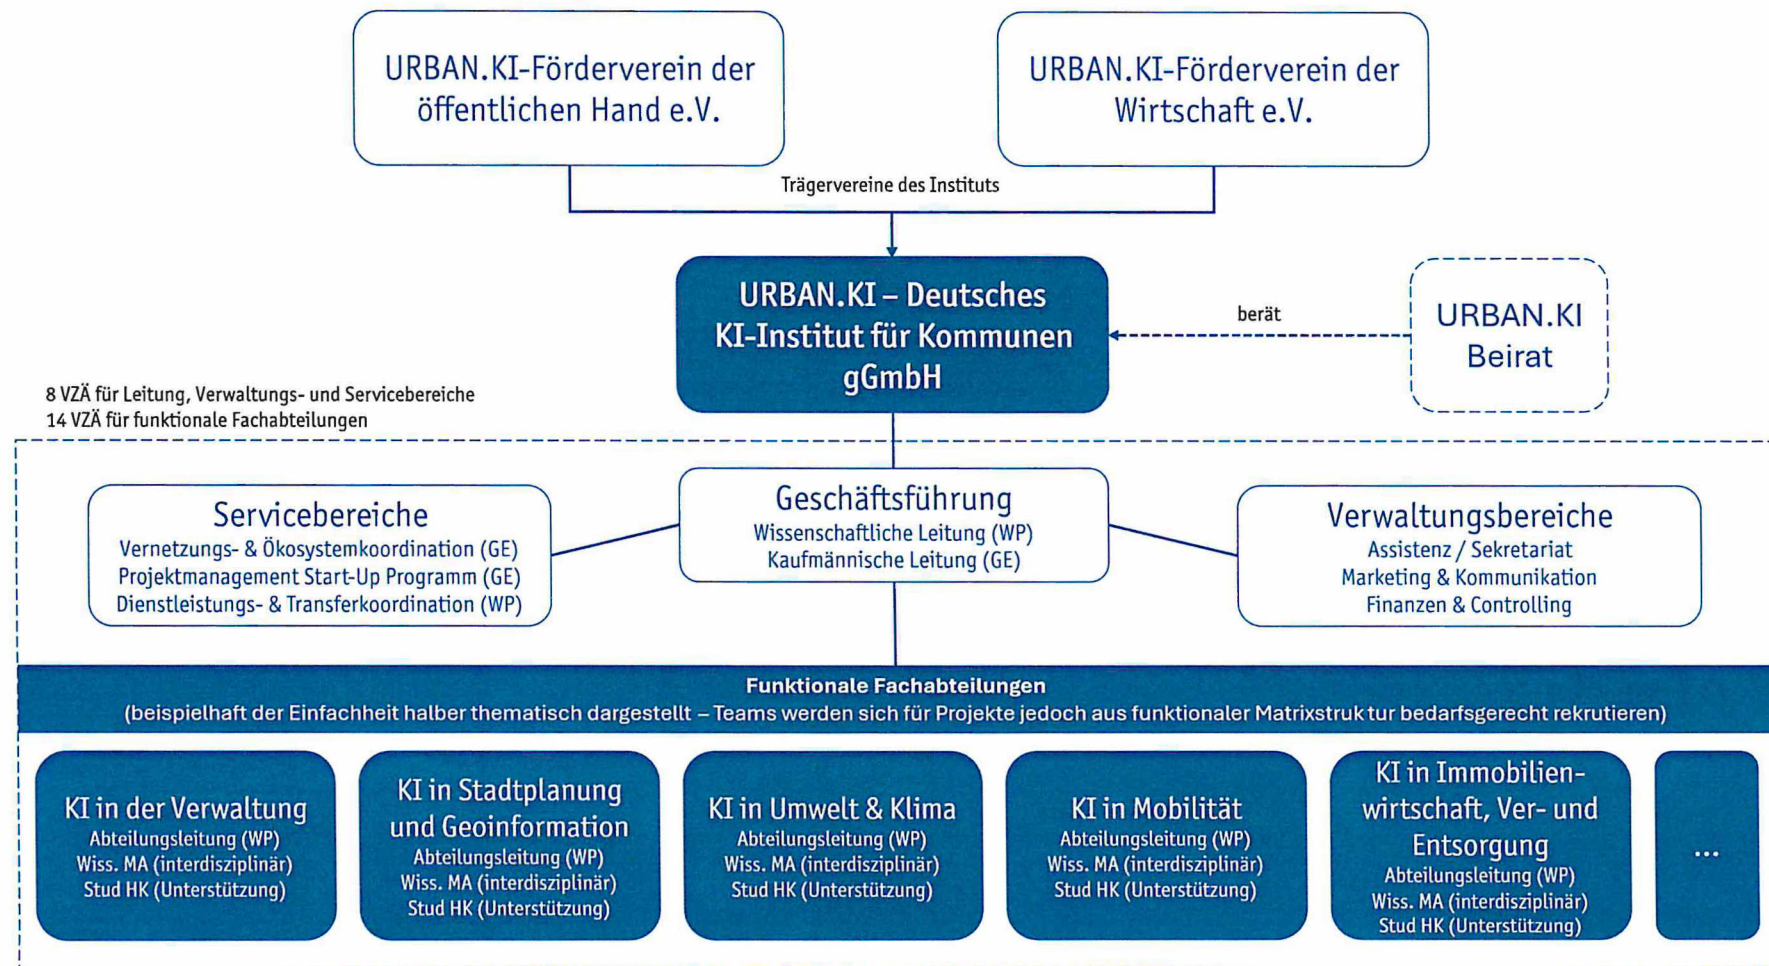 URBAN.KI-Förderverein der
öffentlichen Hand e.V.
URBAN.KI-Förderverein der
Wirtschaft e.V.
Trägervereine des Instituts
URBAN.KI – Deutsches
KI-Institut für Kommunen
gGmbH
berät
URBAN.KI
Beirat
8 VZÄ für Leitung, Verwaltungs- und Servicebereiche
14 VZÄ für funktionale Fachabteilungen
Servicebereiche
Vernetzungs- & Ökosystemkoordination (GE)
Projektmanagement Start-Up Programm (GE)
Dienstleistungs- & Transferkoordination (WP)
Geschäftsführung
Wissenschaftliche Leitung (WP)
Kaufmännische Leitung (GE)
Verwaltungsbereiche
Assistenz / Sekretariat
Marketing & Kommunikation
Finanzen & Controlling
Funktionale Fachabteilungen
(beispielhaft der Einfachheit halber thematisch dargestellt – Teams werden sich für Projekte jedoch aus funktionaler Matrixstruktur bedarfsgerecht rekrutieren)
KI in der Verwaltung
Abteilungsleitung (WP)
Wiss. MA (interdisziplinär)
Stud HK (Unterstützung)
KI in Stadtplanung
und Geoinformation
Abteilungsleitung (WP)
Wiss. MA (interdisziplinär)
Stud HK (Unterstützung)
KI in Umwelt & Klima
Abteilungsleitung (WP)
Wiss. MA (interdisziplinär)
Stud HK (Unterstützung)
KI in Mobilität
Abteilungsleitung (WP)
Wiss. MA (interdisziplinär)
Stud HK (Unterstützung)
KI in Immobilien-
wirtschaft, Ver- und
Entsorgung
Abteilungsleitung (WP)
Wiss. MA (interdisziplinär)
Stud HK (Unterstützung)
...